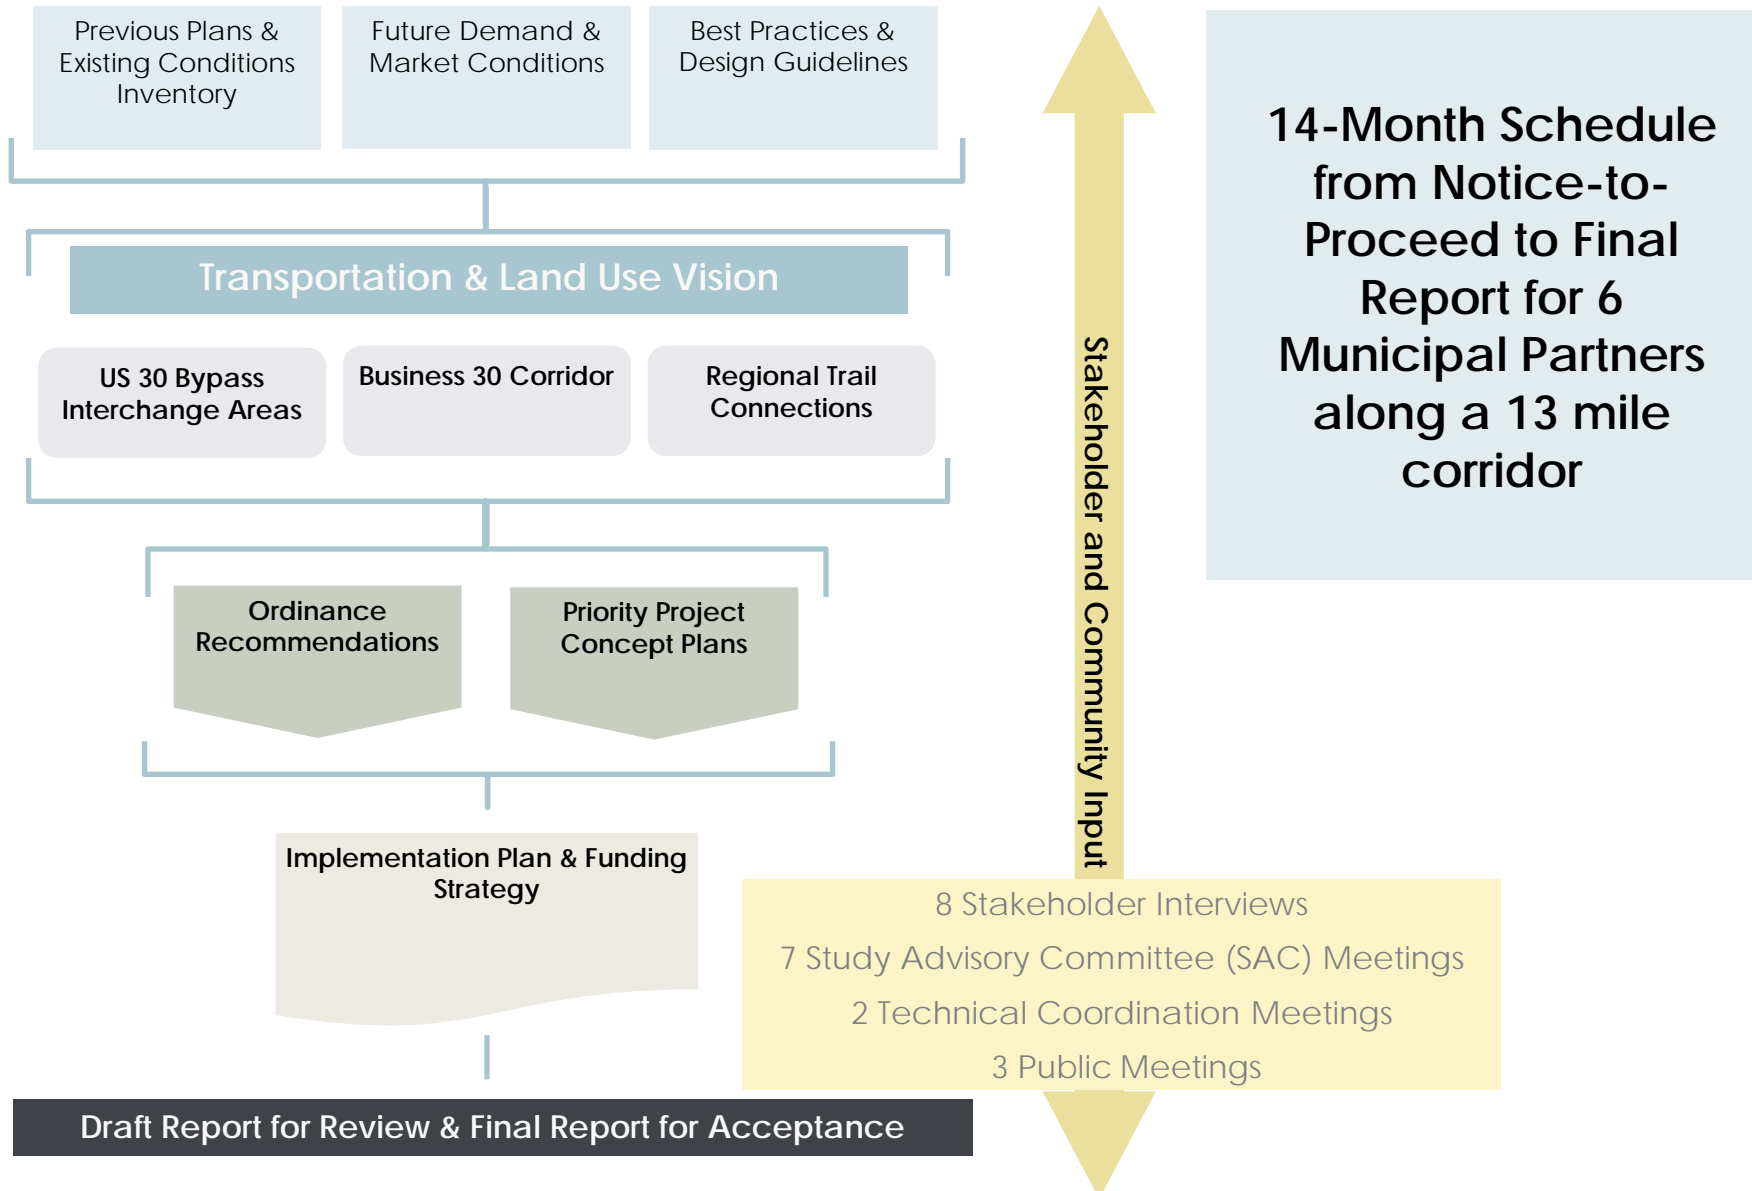 Previous Plans &
Existing Conditions
Inventory
Future Demand &
Market Conditions
Best Practices &
Design Guidelines
Transportation & Land Use Vision
US 30 Bypass
Interchange Areas
Business 30 Corridor
Regional Trail
Connections
Ordinance
Recommendations
Priority Project
Concept Plans
Implementation Plan & Funding
Strategy
Draft Report for Review & Final Report for Acceptance
Stakeholder and Community Input
8 Stakeholder Interviews
7 Study Advisory Committee (SAC) Meetings
2 Technical Coordination Meetings
3 Public Meetings
14-Month Schedule
from Notice-to-
Proceed to Final
Report for 6
Municipal Partners
along a 13 mile
corridor